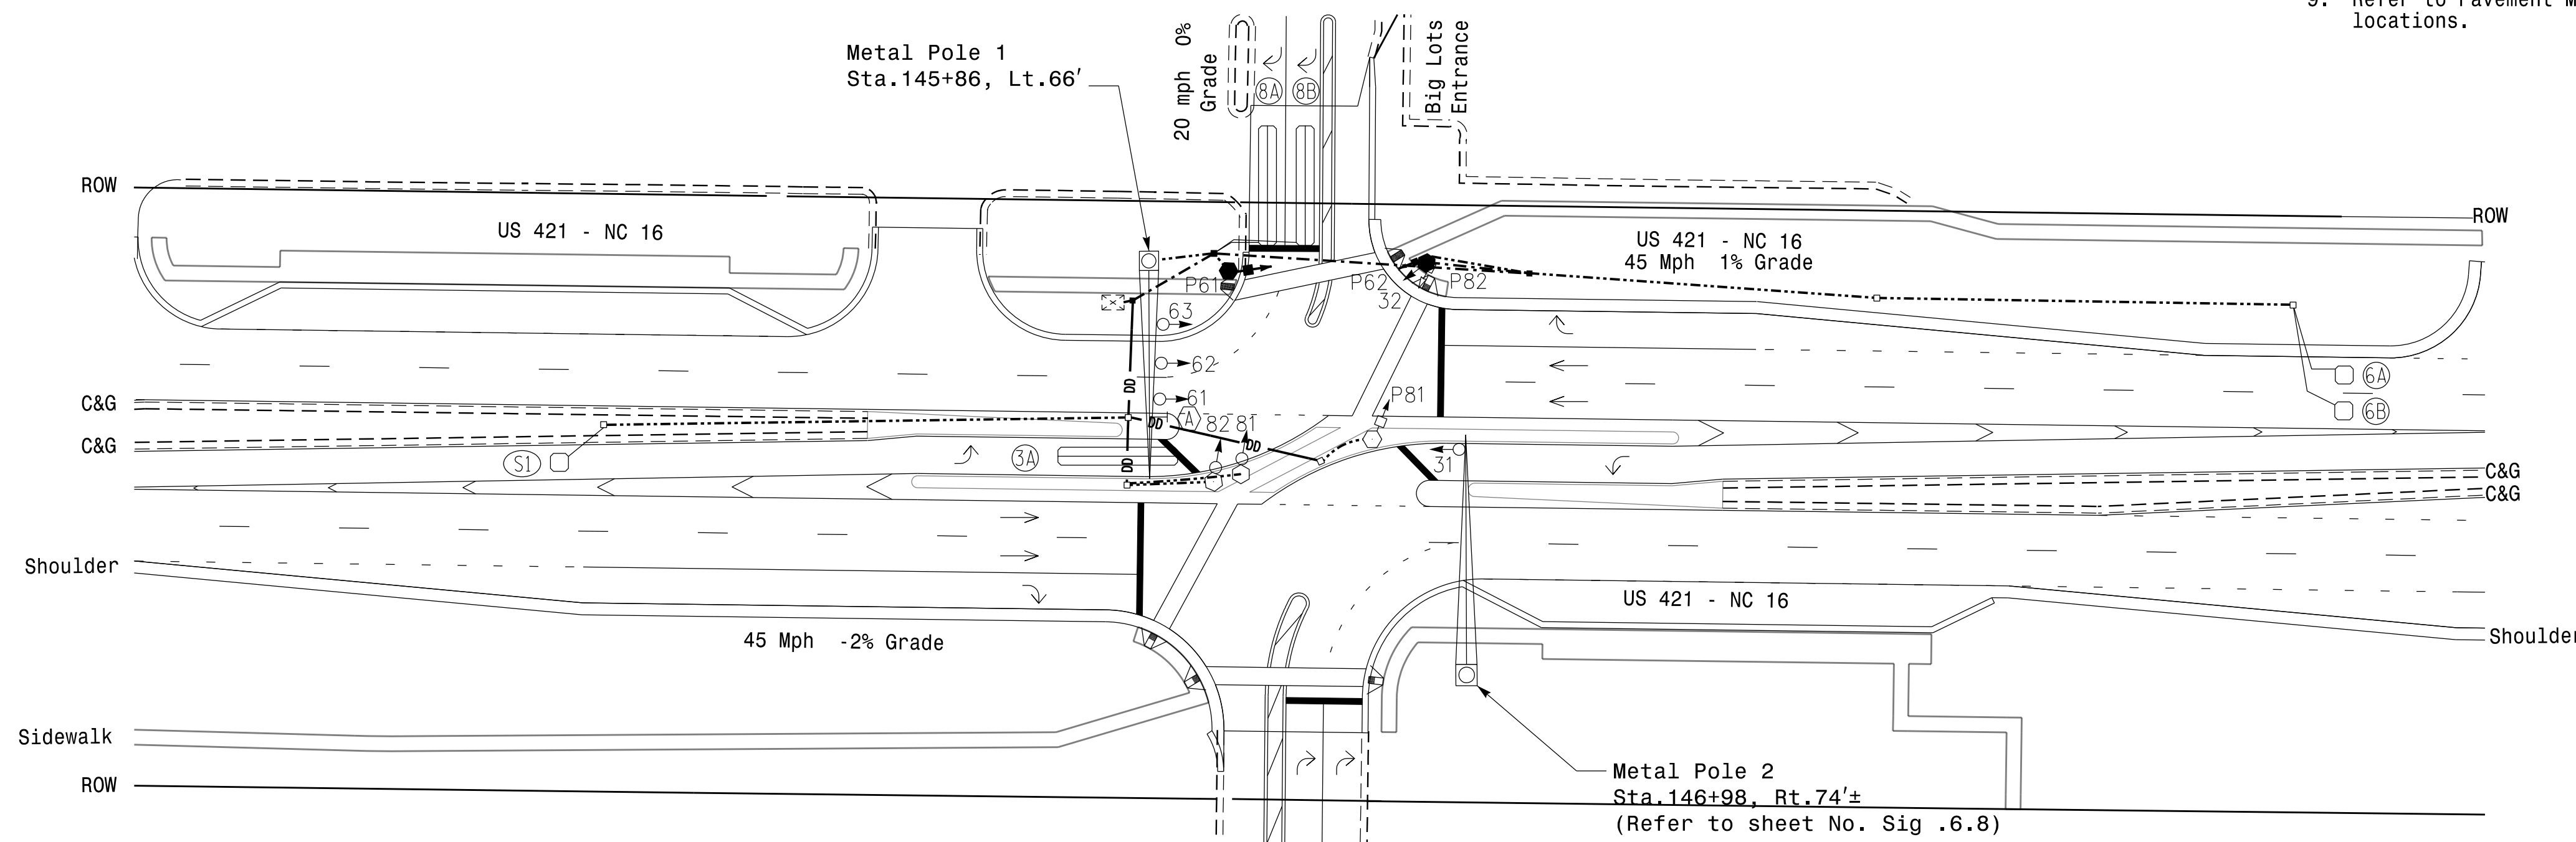 9. Refer to Pavement M
locations.
Metal Pole 1
Sta.145+86, Lt.66'
20 mph 0%
Grade
8A
8B
Big Lots
Entrance
ROW
US 421 - NC 16
ROW
US 421 - NC 16
45 Mph 1% Grade
P61
P62
32
P82
63
62
61
DD
6A
6B
C&G
C&G
P81
A
DD
82
81
DD
S1
3A
DD
31
C&G
C&G
Shoulder
US 421 - NC 16
45 Mph -2% Grade
Shoulder
Sidewalk
ROW
Metal Pole 2
Sta.146+98, Rt.74'±
(Refer to sheet No. Sig .6.8)